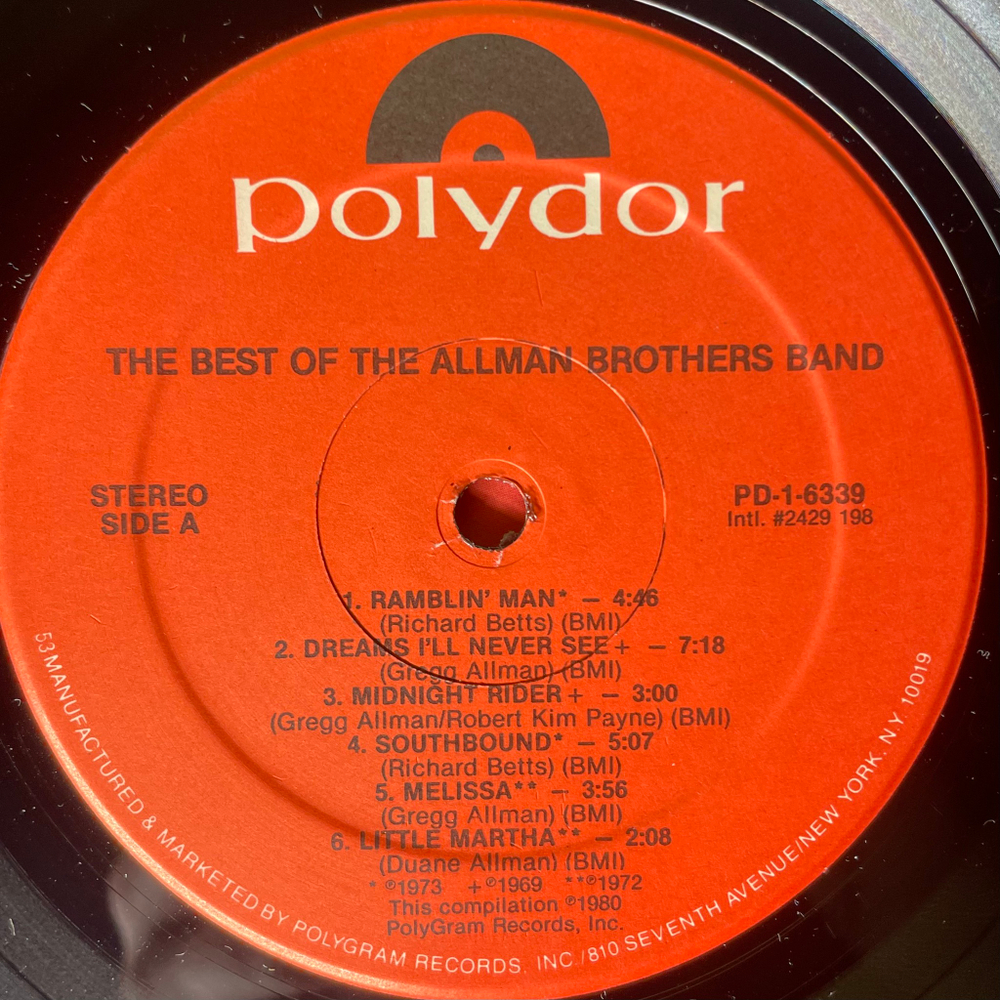 polydor
THE BEST OF THE ALLMAN BROTHERS BAND
STEREO
SIDE A
PD-1-6339
Intl. #2429 198
1. RAMBLIN' MAN* — 4:46
(Richard Betts) (BMI)
2. DREAMS I'LL NEVER SEE+ — 7:18
(Gregg Allman) (BMI)
3. MIDNIGHT RIDER+ — 3:00
(Gregg Allman/Robert Kim Payne) (BMI)
4. SOUTHBOUND* — 5:07
(Richard Betts) (BMI)
5. MELISSA** — 3:56
(Gregg Allman) (BMI)
6. LITTLE MARTHA** — 2:08
(Duane Allman) (BMI)
* ℗1973 +℗1969 **℗1972
This compilation ℗1980
PolyGram Records, Inc.
53 MANUFACTURED & MARKETED BY POLYGRAM RECORDS, INC./810 SEVENTH AVENUE/NEW YORK, N.Y 10019